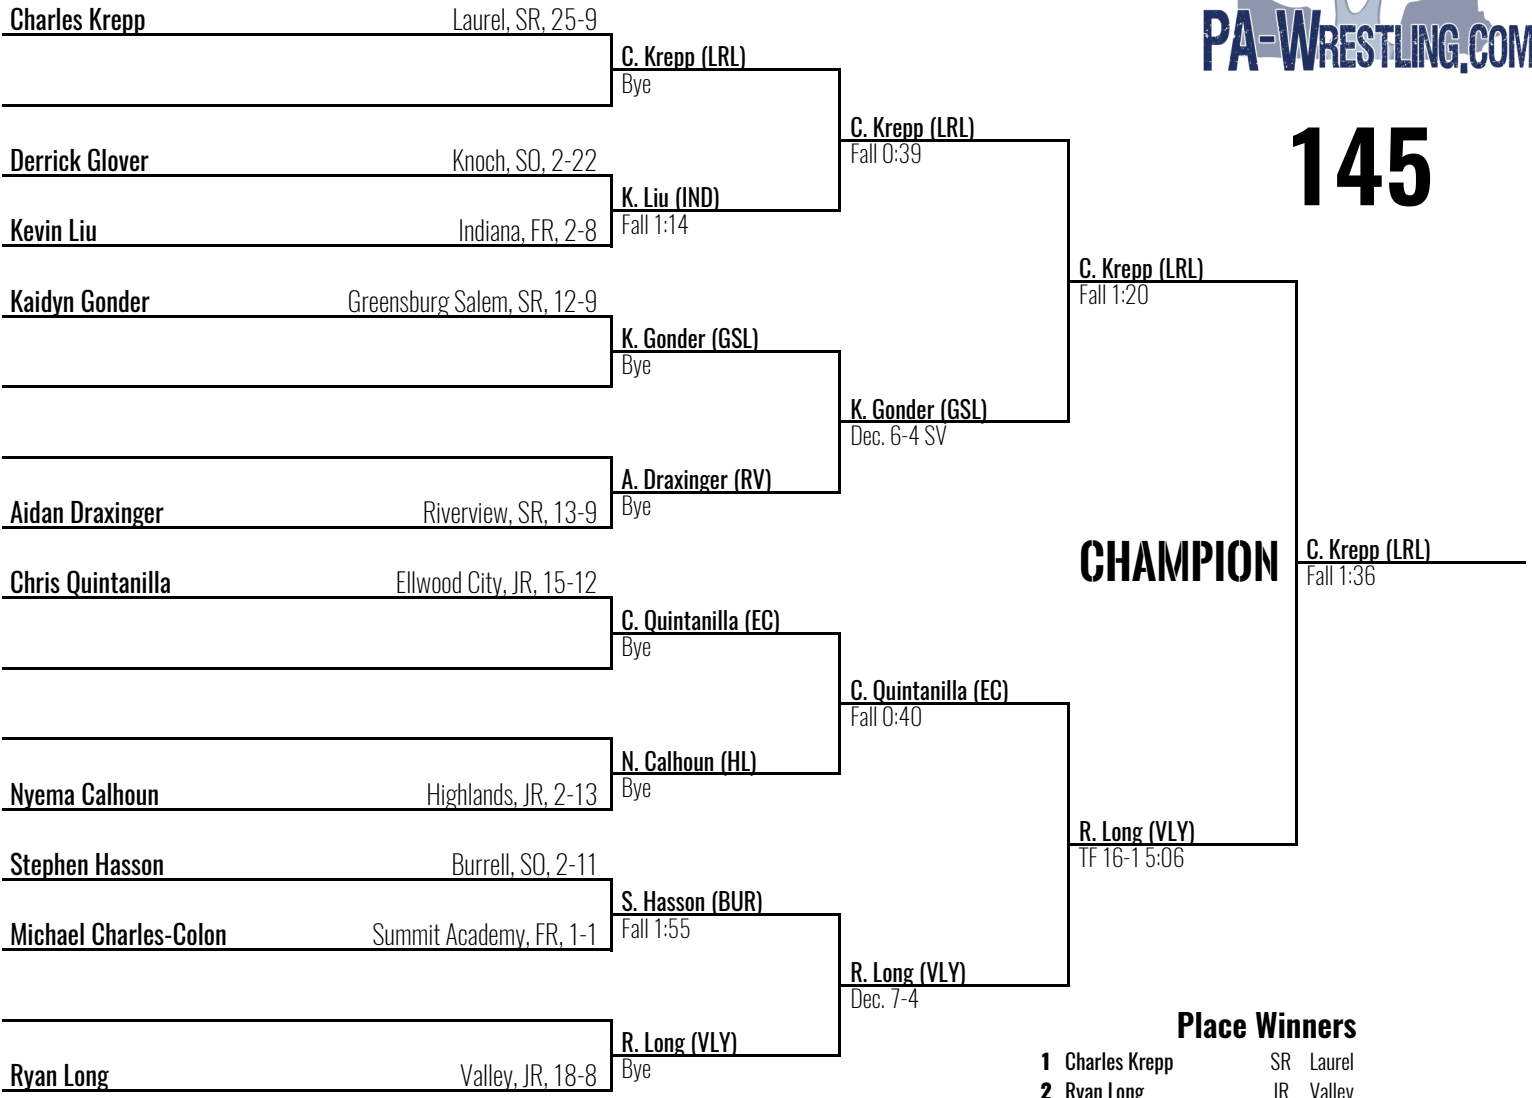 Charles Krepp Laurel, SR, 25-9
PA-WRESTLING.COM
C. Krepp (LRL)
Bye
C. Krepp (LRL)
Fall 0:39
145
Derrick Glover Knoch, SO, 2-22
K. Liu (IND)
Fall 1:14
Kevin Liu Indiana, FR, 2-8
C. Krepp (LRL)
Fall 1:20
Kaidyn Gonder Greensburg Salem, SR, 12-9
K. Gonder (GSL)
Bye
K. Gonder (GSL)
Dec. 6-4 SV
A. Draxinger (RV)
Bye
Aidan Draxinger Riverview, SR, 13-9
CHAMPION
C. Krepp (LRL)
Fall 1:36
Chris Quintanilla Ellwood City, JR, 15-12
C. Quintanilla (EC)
Bye
C. Quintanilla (EC)
Fall 0:40
N. Calhoun (HL)
Bye
Nyema Calhoun Highlands, JR, 2-13
R. Long (VLY)
TF 16-1 5:06
Stephen Hasson Burrell, SO, 2-11
S. Hasson (BUR)
Fall 1:55
Michael Charles-Colon Summit Academy, FR, 1-1
R. Long (VLY)
Dec. 7-4
R. Long (VLY)
Bye
Ryan Long Valley, JR, 18-8
Place Winners
1 Charles Krepp SR Laurel
2 Ryan Long JR Valley